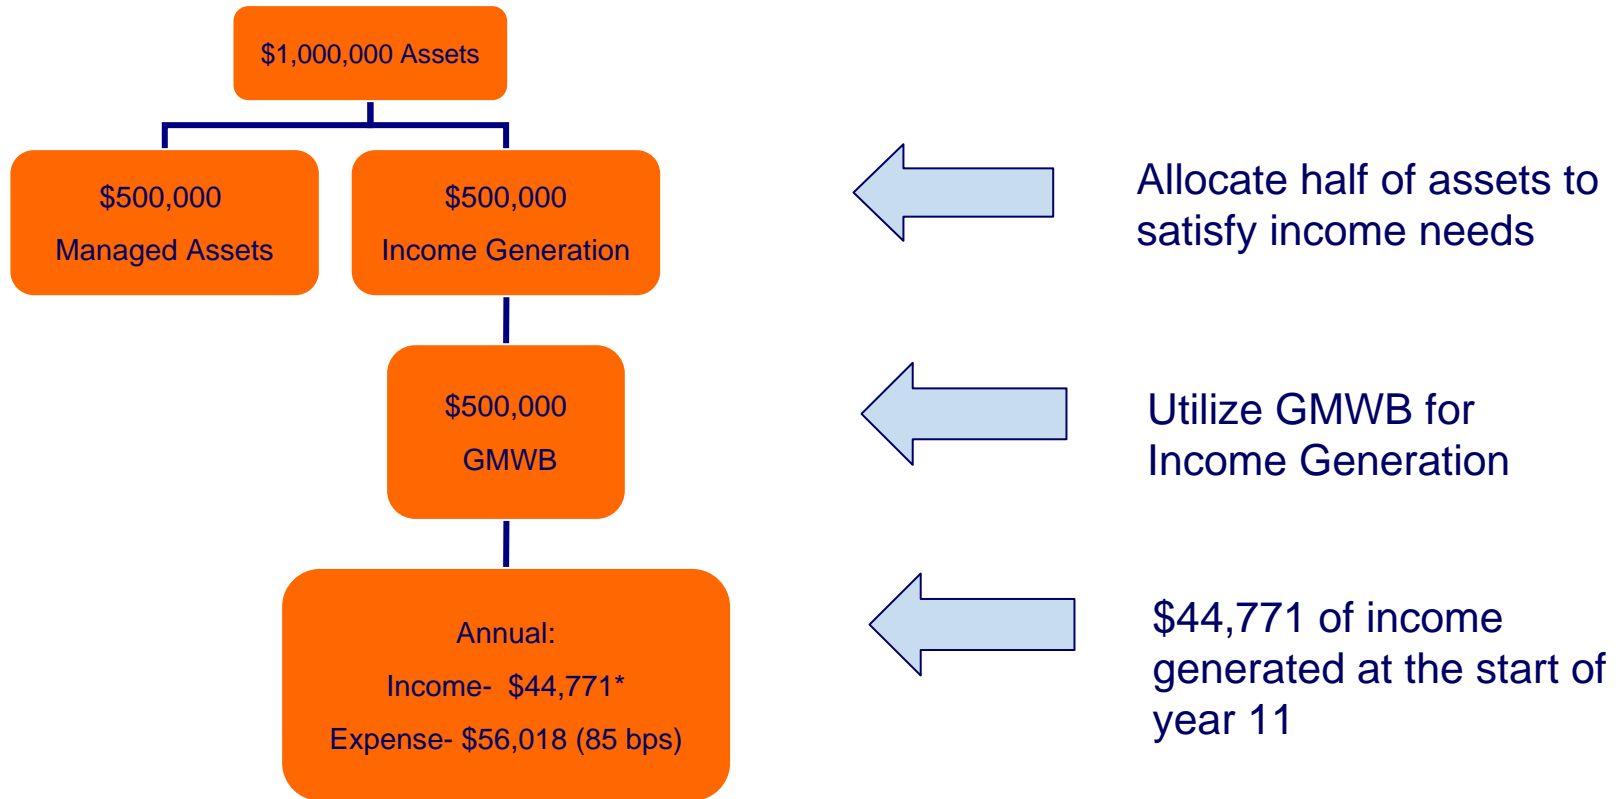 $1,000,000 Assets
$500,000
Managed Assets
$500,000
Income Generation
Allocate half of assets to
satisfy income needs
$500,000
GMWB
Utilize GMWB for
Income Generation
Annual:
Income-  $44,771*
Expense- $56,018 (85 bps)
$44,771 of income
generated at the start of
year 11